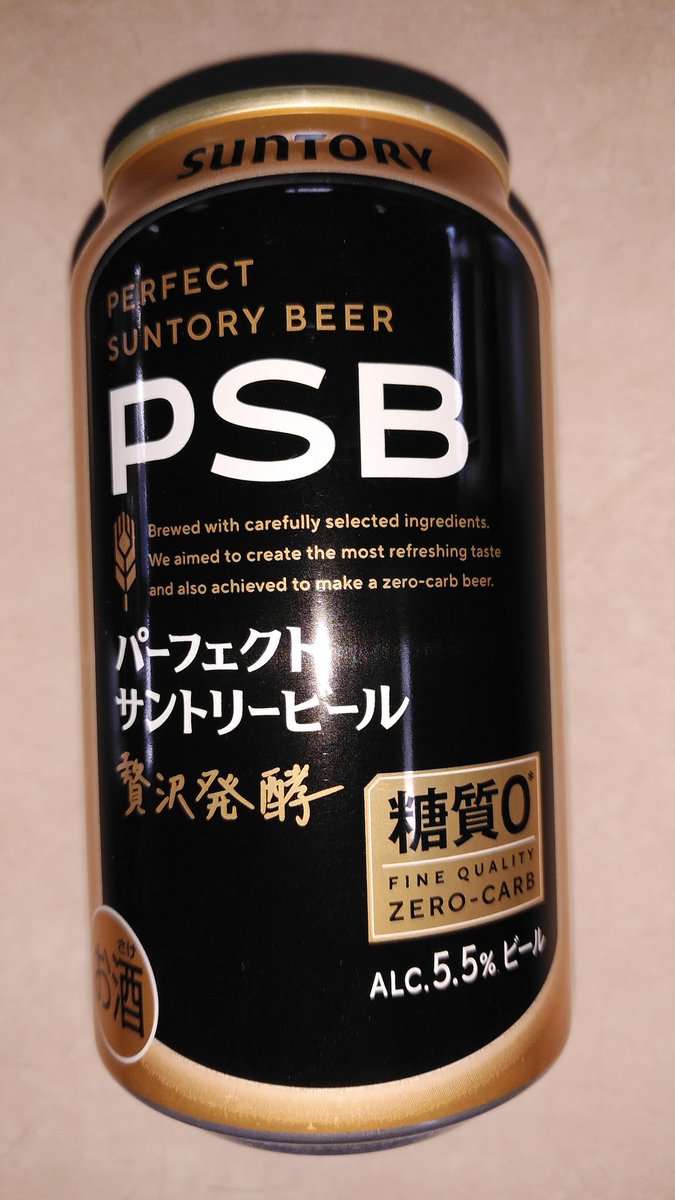 SUNTORY
PERFECT
SUNTORY BEER
PSB
Brewed with carefully selected ingredients.
We aimed to create the most refreshing taste
and also achieved to make a zero-carb beer.
パーフェクト
サントリービール
贅沢発酵
糖質0*
FINE QUALITY
ZERO-CARB
ALC.5.5% ビール
さけ
お酒